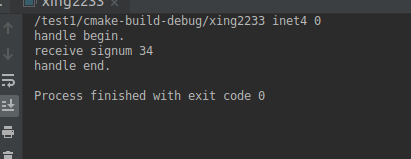 xing2233
/test1/cmake-build-debug/xing2233 inet4 0
handle begin.
receive signum 34
handle end.
Process finished with exit code 0